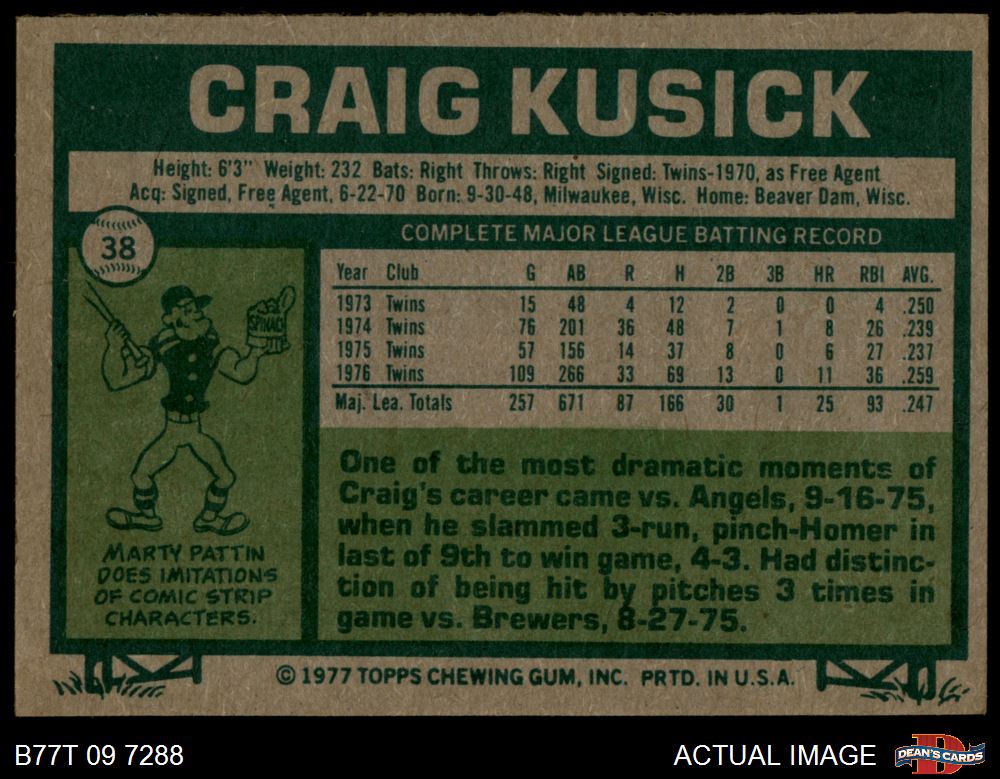 CRAIG KUSICK
Height: 6'3" Weight: 232 Bats: Right Throws: Right Signed: Twins-1970, as Free Agent
Acq: Signed, Free Agent, 6-22-70 Born: 9-30-48, Milwaukee, Wisc. Home: Beaver Dam, Wisc.
38
COMPLETE MAJOR LEAGUE BATTING RECORD
Year Club G AB R H 2B 3B HR RBI AVG.
1973 Twins 15 48 4 12 2 0 0 4 .250
1974 Twins 76 201 36 48 7 1 8 26 .239
1975 Twins 57 156 14 37 8 0 6 27 .237
1976 Twins 109 266 33 69 13 0 11 36 .259
Maj. Lea. Totals 257 671 87 166 30 1 25 93 .247
SPINACH
MARTY PATTIN
DOES IMITATIONS
OF COMIC STRIP
CHARACTERS.
One of the most dramatic moments of
Craig's career came vs. Angels, 9-16-75,
when he slammed 3-run, pinch-Homer in
last of 9th to win game, 4-3. Had distinc-
tion of being hit by pitches 3 times in
game vs. Brewers, 8-27-75.
© 1977 TOPPS CHEWING GUM, INC. PRTD. IN U.S.A.
B77T 09 7288
ACTUAL IMAGE
D
DEAN'S CARDS